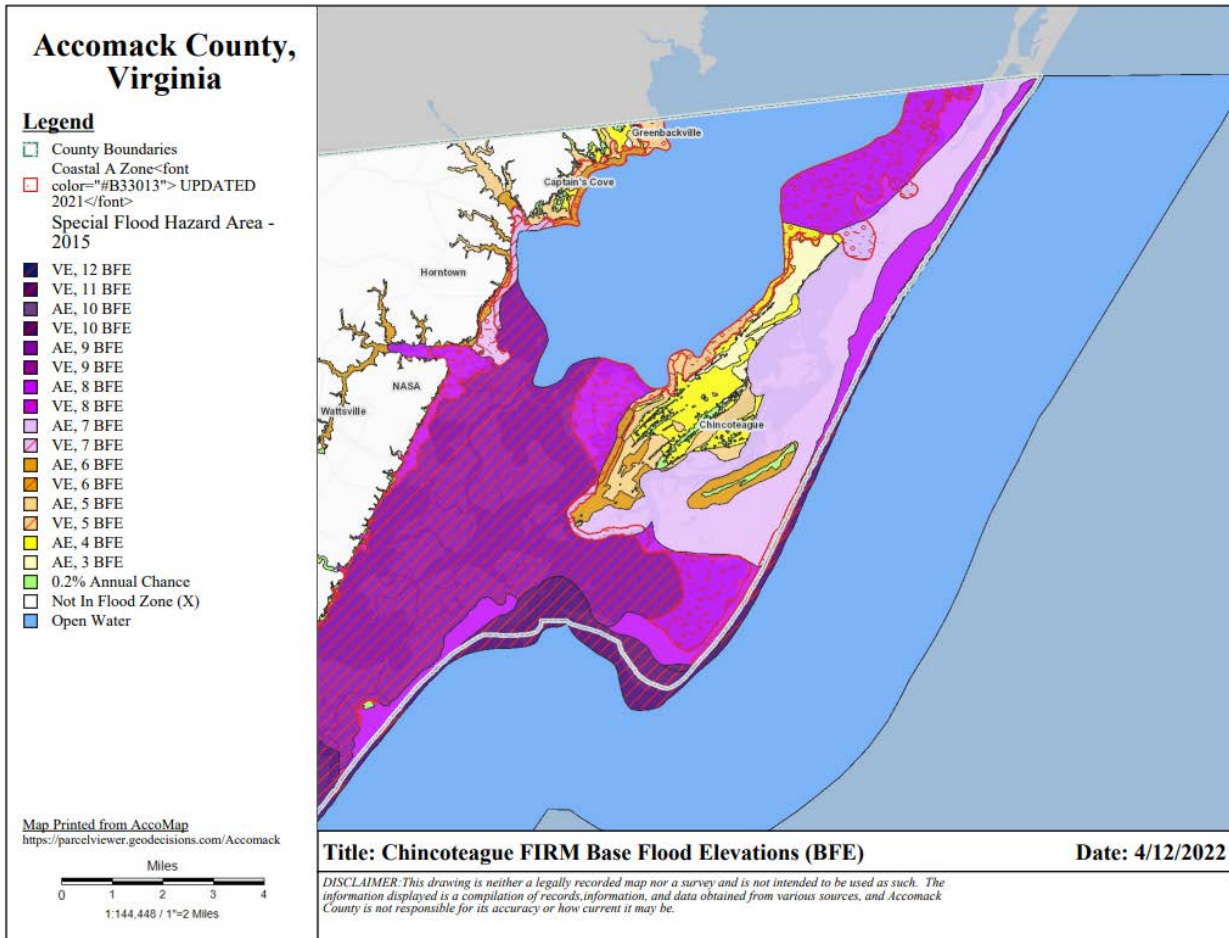 Accomack County,
Virginia
Legend
County Boundaries
Coastal A Zone<font
color="#B33013"> UPDATED
2021</font>
Special Flood Hazard Area -
2015
VE, 12 BFE
VE, 11 BFE
AE, 10 BFE
VE, 10 BFE
AE, 9 BFE
VE, 9 BFE
AE, 8 BFE
VE, 8 BFE
AE, 7 BFE
VE, 7 BFE
AE, 6 BFE
VE, 6 BFE
AE, 5 BFE
VE, 5 BFE
AE, 4 BFE
AE, 3 BFE
0.2% Annual Chance
Not In Flood Zone (X)
Open Water
Map Printed from AccoMap
https://parcelviewer.geodecisions.com/Accomack
Miles
0 1 2 3 4
1:144,448 / 1"=2 Miles
Greenbackville
Captain's Cove
Horntown
NASA
Wattsville
Chincoteague
Title: Chincoteague FIRM Base Flood Elevations (BFE)
Date: 4/12/2022
DISCLAIMER:This drawing is neither a legally recorded map nor a survey and is not intended to be used as such. The
information displayed is a compilation of records,information, and data obtained from various sources, and Accomack
County is not responsible for its accuracy or how current it may be.